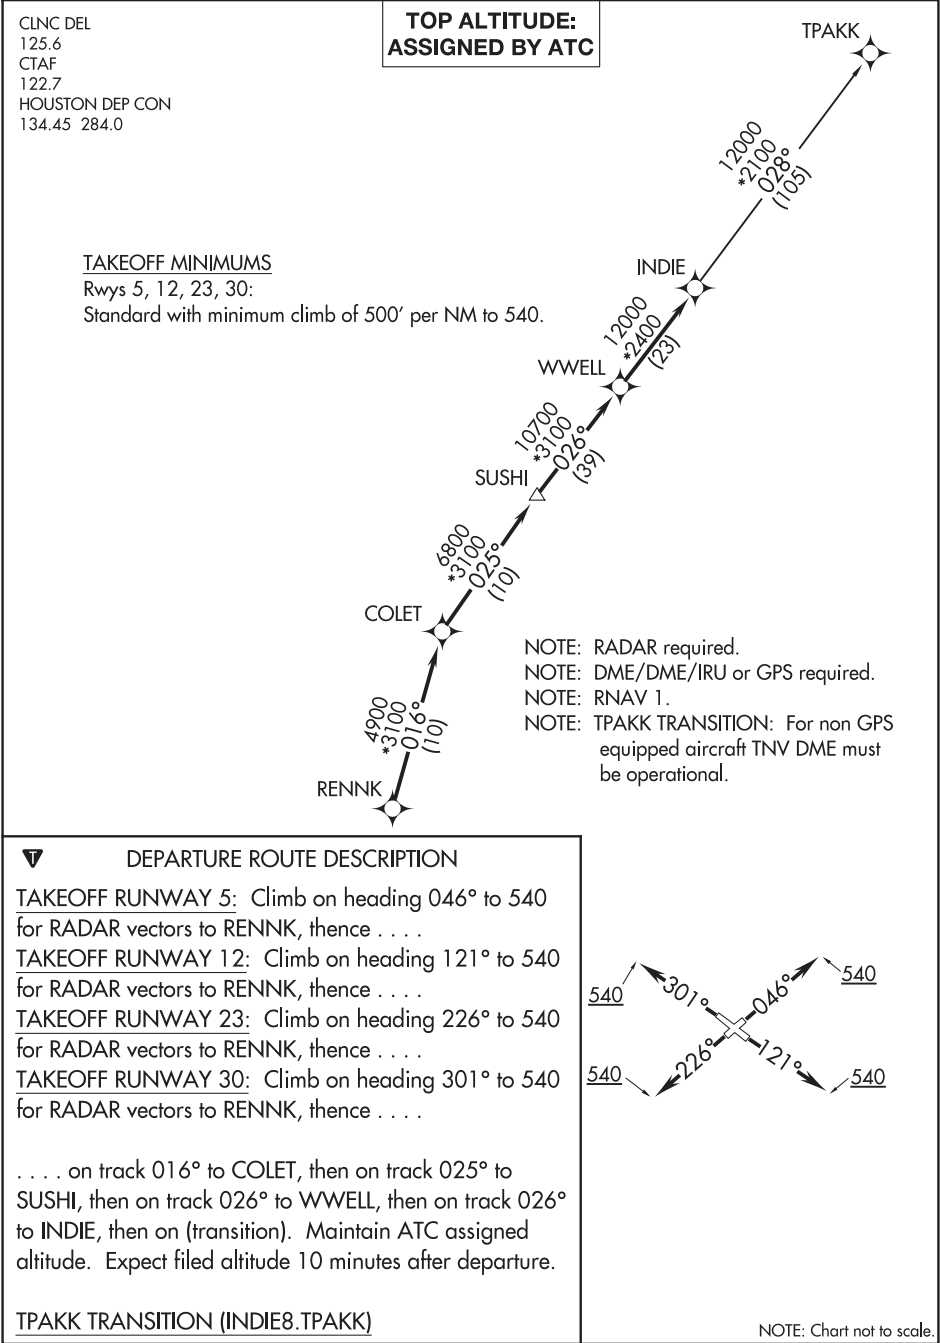 CLNC DEL
125.6
CTAF
122.7
HOUSTON DEP CON
134.45 284.0
TOP ALTITUDE:
ASSIGNED BY ATC
TPAKK
12000
*2100
028°
(105)
TAKEOFF MINIMUMS
Rwys 5, 12, 23, 30:
Standard with minimum climb of 500' per NM to 540.
INDIE
12000
*2400
(23)
WWELL
10700
*3100
026°
(39)
SUSHI
6800
*3100
025°
(10)
COLET
4900
*3100
016°
(10)
RENNK
NOTE: RADAR required.
NOTE: DME/DME/IRU or GPS required.
NOTE: RNAV 1.
NOTE: TPAKK TRANSITION: For non GPS
equipped aircraft TNV DME must
be operational.
T
DEPARTURE ROUTE DESCRIPTION
TAKEOFF RUNWAY 5: Climb on heading 046° to 540
for RADAR vectors to RENNK, thence . . . .
TAKEOFF RUNWAY 12: Climb on heading 121° to 540
for RADAR vectors to RENNK, thence . . . .
TAKEOFF RUNWAY 23: Climb on heading 226° to 540
for RADAR vectors to RENNK, thence . . . .
TAKEOFF RUNWAY 30: Climb on heading 301° to 540
for RADAR vectors to RENNK, thence . . . .
. . . . on track 016° to COLET, then on track 025° to
SUSHI, then on track 026° to WWELL, then on track 026°
to INDIE, then on (transition). Maintain ATC assigned
altitude. Expect filed altitude 10 minutes after departure.
TPAKK TRANSITION (INDIE8.TPAKK)
540
301°
046°
540
540
226°
121°
540
NOTE: Chart not to scale.